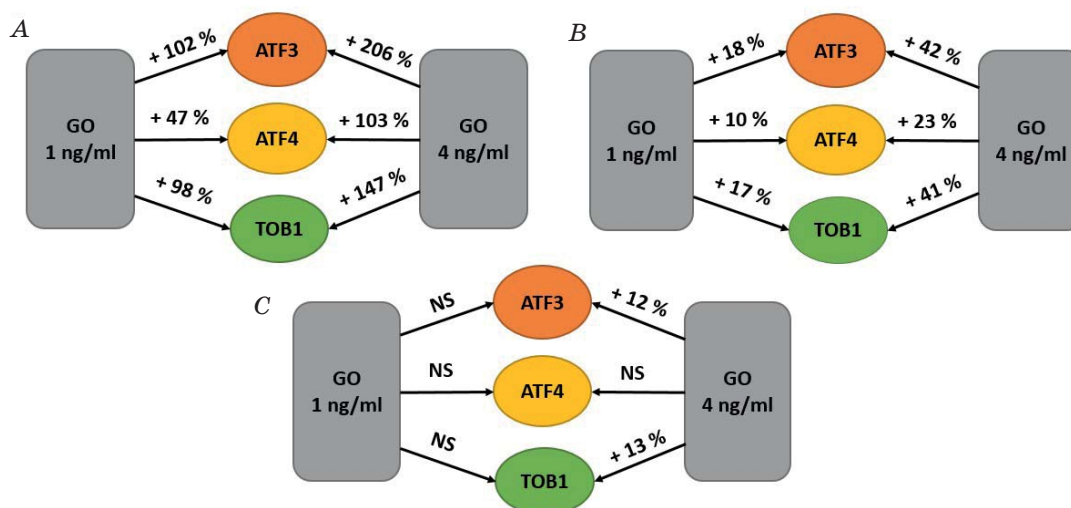 A
+ 102 %
ATF3
+ 206 %
GO
1 ng/ml
+ 47 %
ATF4
+ 103 %
GO
4 ng/ml
+ 98 %
TOB1
+ 147 %
B
+ 18 %
ATF3
+ 42 %
GO
1 ng/ml
+ 10 %
ATF4
+ 23 %
GO
4 ng/ml
+ 17 %
TOB1
+ 41 %
C
NS
ATF3
+ 12 %
GO
1 ng/ml
NS
ATF4
NS
GO
4 ng/ml
NS
TOB1
+ 13 %